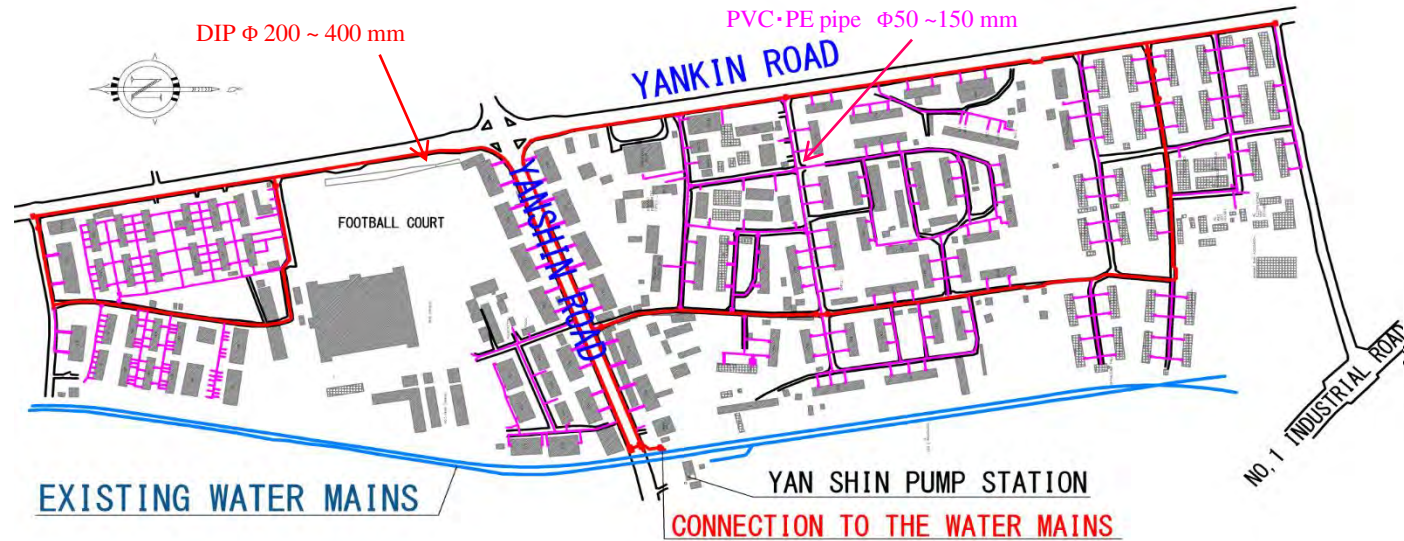 DIP Φ 200 ~ 400 mm
PVC・PE pipe Φ50 ~150 mm
YANKIN ROAD
N
YANSHIN ROAD
FOOTBALL COURT
NO,1 INDUSTRIAL ROAD
YAN SHIN PUMP STATION
EXISTING WATER MAINS
CONNECTION TO THE WATER MAINS